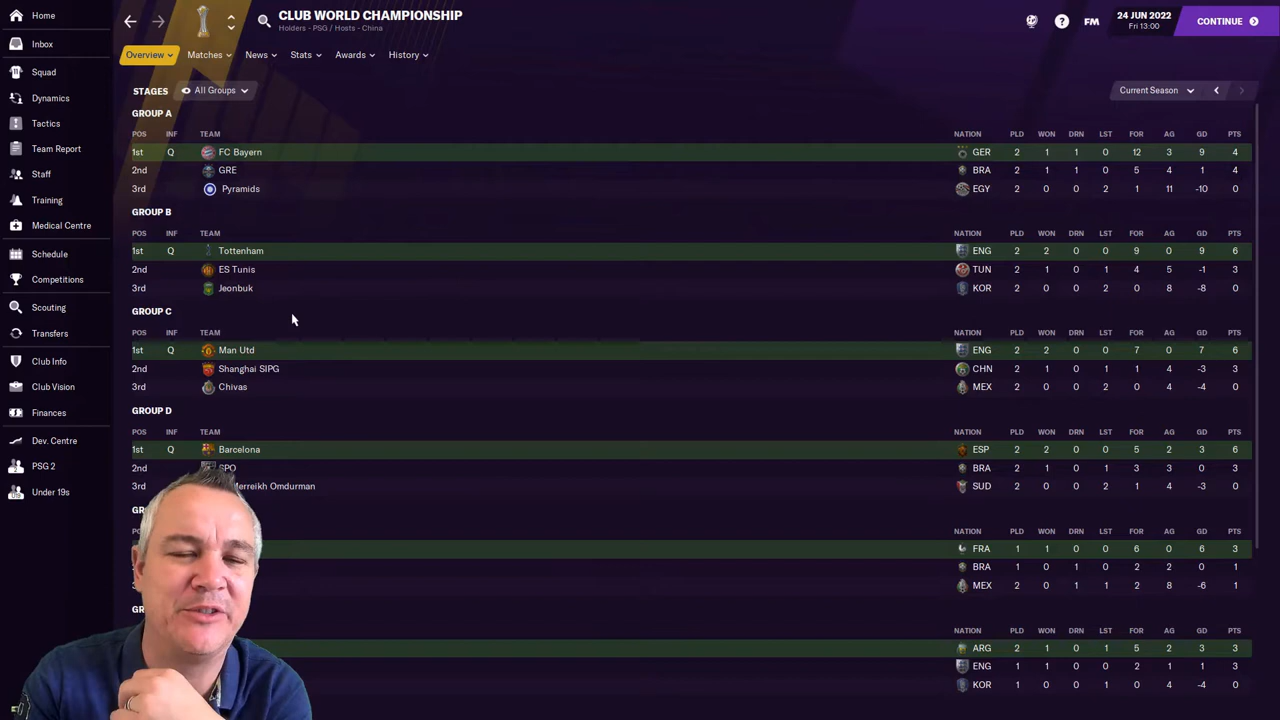 Home
Inbox
Squad
Dynamics
Tactics
Team Report
Staff
Training
Medical Centre
Schedule
Competitions
Scouting
Transfers
Club Info
Club Vision
Finances
Dev. Centre
PSG 2
Under 19s
CLUB WORLD CHAMPIONSHIP
Holders - PSG / Hosts - China
? FM 24 JUN 2022 CONTINUE
Fri 13:00
Overview Matches News Stats Awards History
STAGES All Groups Current Season
GROUP A
POS INF TEAM NATION PLD WON DRN LST FOR AG GD PTS
1st Q FC Bayern GER 2 1 1 0 12 3 9 4
2nd GRE BRA 2 1 1 0 5 4 1 4
3rd Pyramids EGY 2 0 0 2 1 11 -10 0
GROUP B
POS INF TEAM NATION PLD WON DRN LST FOR AG GD PTS
1st Q Tottenham ENG 2 2 0 0 9 0 9 6
2nd ES Tunis TUN 2 1 0 1 4 5 -1 3
3rd Jeonbuk KOR 2 0 0 2 0 8 -8 0
GROUP C
POS INF TEAM NATION PLD WON DRN LST FOR AG GD PTS
1st Q Man Utd ENG 2 2 0 0 7 0 7 6
2nd Shanghai SIPG CHN 2 1 0 1 1 4 -3 3
3rd Chivas MEX 2 0 0 2 0 4 -4 0
GROUP D
POS INF TEAM NATION PLD WON DRN LST FOR AG GD PTS
1st Q Barcelona ESP 2 2 0 0 5 2 3 6
2nd SPO BRA 2 1 0 1 3 3 0 3
3rd Merreikh Omdurman SUD 2 0 0 2 1 4 -3 0
NATION PLD WON DRN LST FOR AG GD PTS
FRA 1 1 0 0 6 0 6 3
BRA 1 0 1 0 2 2 0 1
MEX 2 0 1 1 2 8 -6 1
NATION PLD WON DRN LST FOR AG GD PTS
ARG 2 1 0 1 5 2 3 3
ENG 1 1 0 0 2 1 1 3
KOR 1 0 0 1 0 4 -4 0